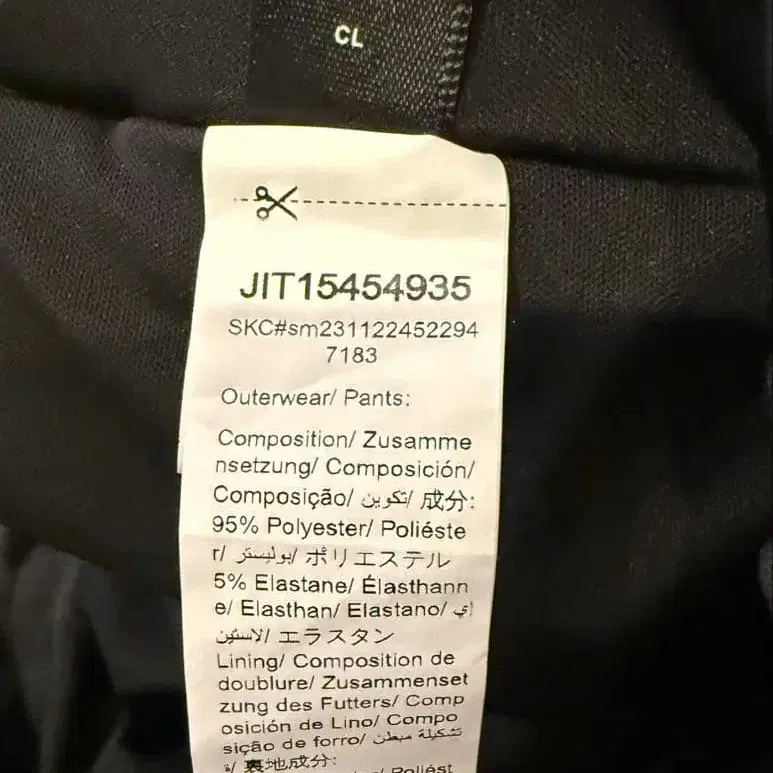 CL
JIT15454935
SKC#sm231122452294
7183
Outerwear/ Pants:
Composition/ Zusamme
nsetzung/ Composición/
Composição/ تكوين/ 成分:
95% Polyester/ Poliéste
r/ بوليستر/ ポリエステル
5% Elastane/ Élasthann
e/ Elasthan/ Elastano/ إي
لاستين/ エラスタン
Lining/ Composition de
doublure/ Zusammenset
zung des Futters/ Comp
osición de Lino/ Compo
sição de forro/ تشكيلة مبطن
ة/ 裏地成分:
Poliést